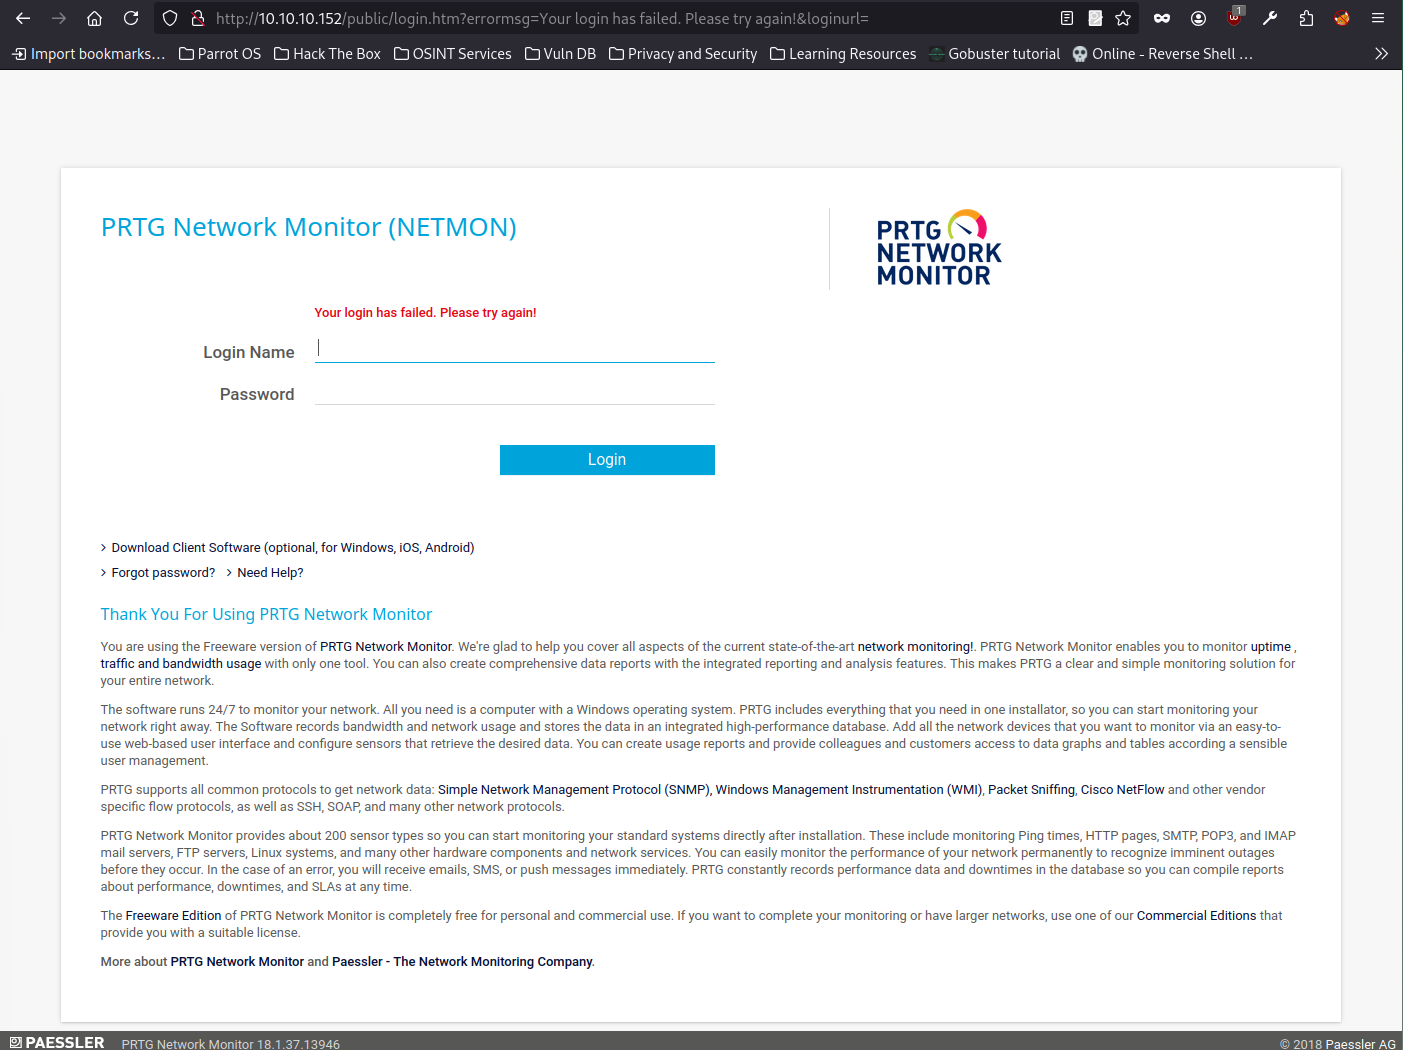 http://10.10.10.152/public/login.htm?errormsg=Your login has failed. Please try again!&loginurl=
1
Import bookmarks… Parrot OS Hack The Box OSINT Services Vuln DB Privacy and Security Learning Resources Gobuster tutorial Online - Reverse Shell …
PRTG Network Monitor (NETMON)
PRTG
NETWORK
MONITOR
Your login has failed. Please try again!
Login Name
Password
Login
Download Client Software (optional, for Windows, iOS, Android)
Forgot password? Need Help?
Thank You For Using PRTG Network Monitor
You are using the Freeware version of PRTG Network Monitor. We're glad to help you cover all aspects of the current state-of-the-art network monitoring!. PRTG Network Monitor enables you to monitor uptime ,
traffic and bandwidth usage with only one tool. You can also create comprehensive data reports with the integrated reporting and analysis features. This makes PRTG a clear and simple monitoring solution for
your entire network.
The software runs 24/7 to monitor your network. All you need is a computer with a Windows operating system. PRTG includes everything that you need in one installator, so you can start monitoring your
network right away. The Software records bandwidth and network usage and stores the data in an integrated high-performance database. Add all the network devices that you want to monitor via an easy-to-
use web-based user interface and configure sensors that retrieve the desired data. You can create usage reports and provide colleagues and customers access to data graphs and tables according a sensible
user management.
PRTG supports all common protocols to get network data: Simple Network Management Protocol (SNMP), Windows Management Instrumentation (WMI), Packet Sniffing, Cisco NetFlow and other vendor
specific flow protocols, as well as SSH, SOAP, and many other network protocols.
PRTG Network Monitor provides about 200 sensor types so you can start monitoring your standard systems directly after installation. These include monitoring Ping times, HTTP pages, SMTP, POP3, and IMAP
mail servers, FTP servers, Linux systems, and many other hardware components and network services. You can easily monitor the performance of your network permanently to recognize imminent outages
before they occur. In the case of an error, you will receive emails, SMS, or push messages immediately. PRTG constantly records performance data and downtimes in the database so you can compile reports
about performance, downtimes, and SLAs at any time.
The Freeware Edition of PRTG Network Monitor is completely free for personal and commercial use. If you want to complete your monitoring or have larger networks, use one of our Commercial Editions that
provide you with a suitable license.
More about PRTG Network Monitor and Paessler - The Network Monitoring Company.
PAESSLER PRTG Network Monitor 18.1.37.13946 © 2018 Paessler AG